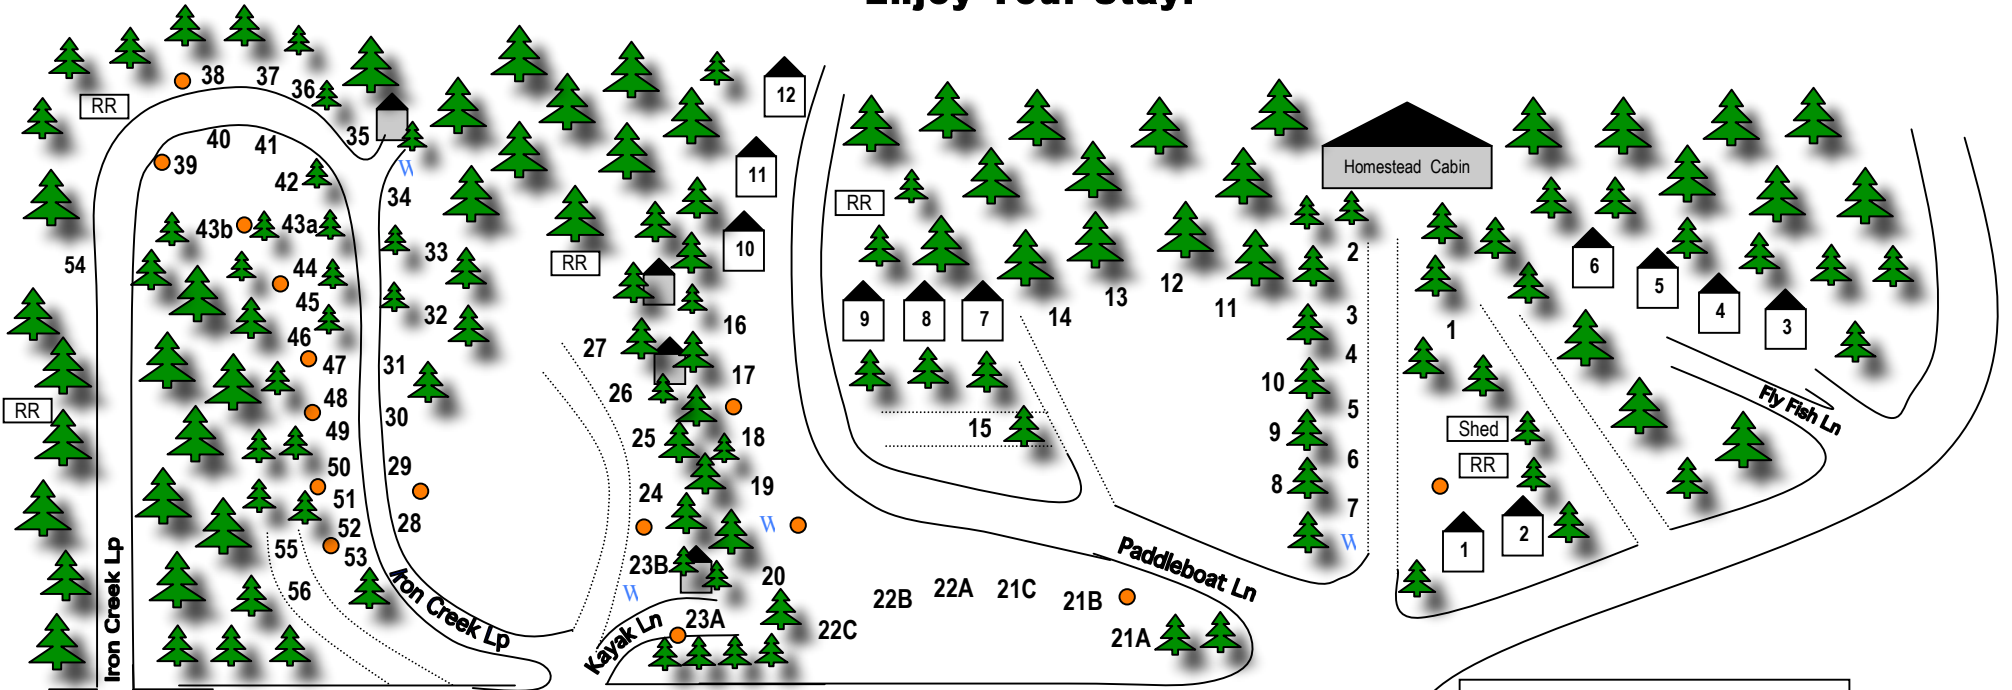 Enjoy Your Stay!
38
37
36
RR
35
40
41
39
W
42
34
43b
43a
33
54
44
45
32
46
47
31
48
RR
30
49
50
29
51
52
28
53
55
56
Iron Creek Lp
Iron Creek Lp
12
11
10
RR
16
27
17
26
18
25
19
24
W
23B
20
W
23A
Kayak Ln
22C
22B
22A
21C
21B
21A
Paddleboat Ln
RR
9
8
7
14
13
12
11
15
Homestead Cabin
2
3
4
10
5
9
6
8
7
W
1
Shed
RR
1
2
6
5
4
3
Fly Fish Ln